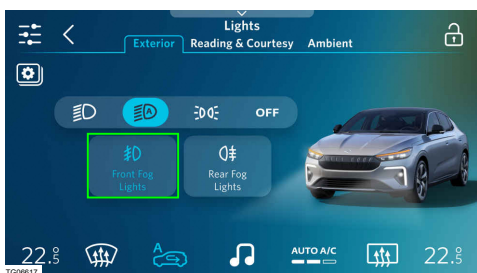 Lights
Exterior Reading & Courtesy Ambient
A OFF
Front Fog
Lights
Rear Fog
Lights
22.5° A AUTO A/C 22.5°
TG06617